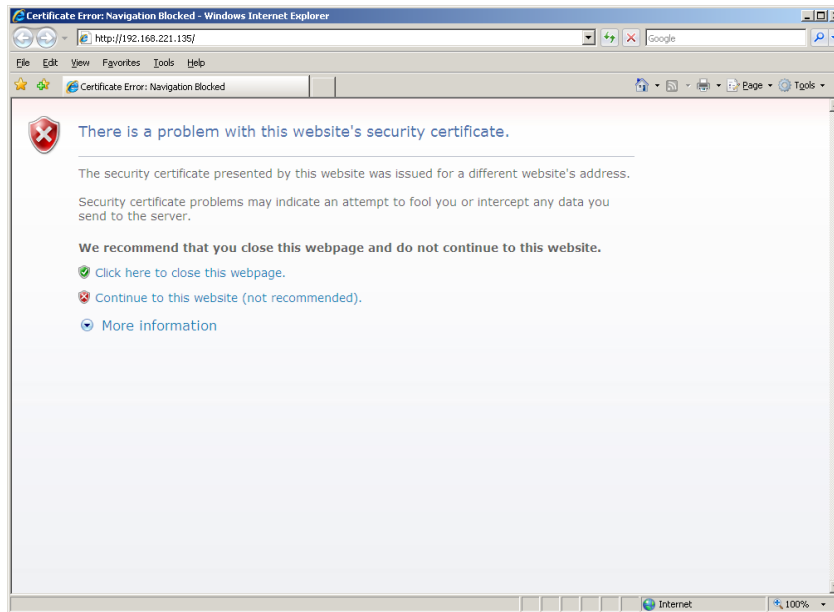 Certificate Error: Navigation Blocked - Windows Internet Explorer
http://192.168.221.135/
Google
File Edit View Favorites Tools Help
Certificate Error: Navigation Blocked
Page Tools
There is a problem with this website's security certificate.
The security certificate presented by this website was issued for a different website's address.
Security certificate problems may indicate an attempt to fool you or intercept any data you
send to the server.
We recommend that you close this webpage and do not continue to this website.
Click here to close this webpage.
Continue to this website (not recommended).
More information
Internet 100%